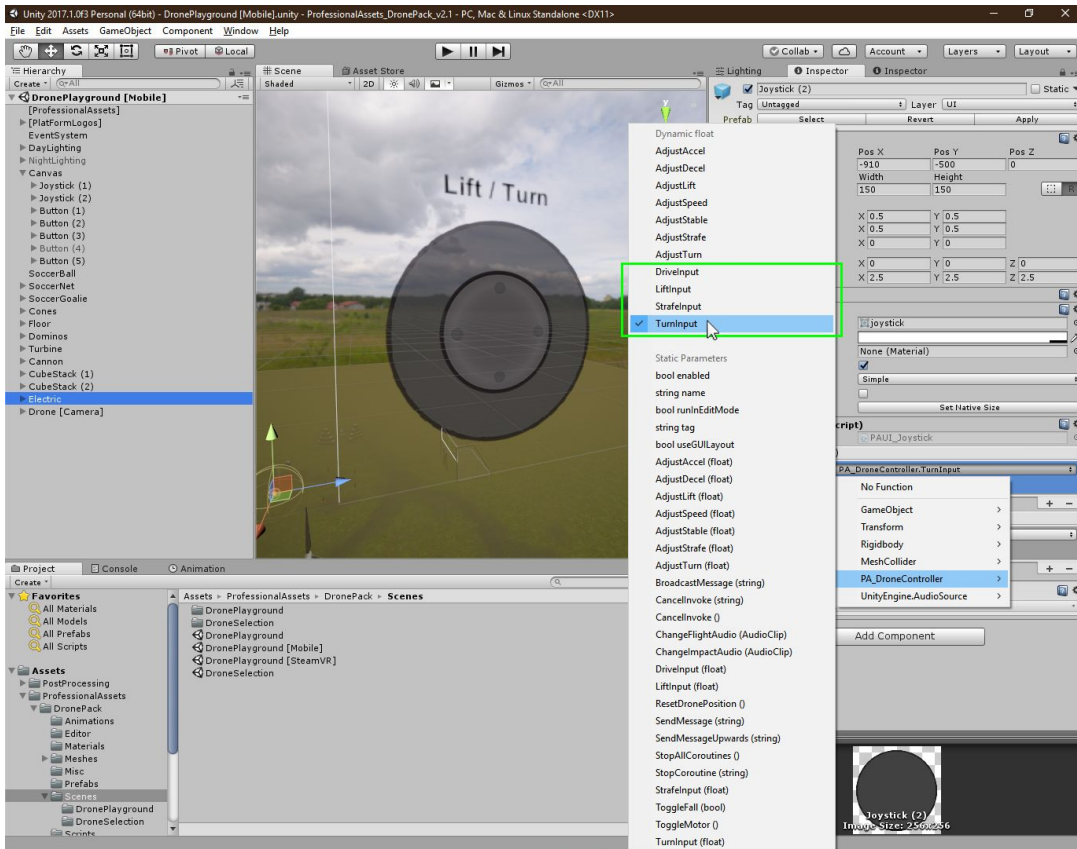 Unity 2017.1.0f3 Personal (64bit) - DronePlayground [Mobile].unity - ProfessionalAssets_DronePack_v2.1 - PC, Mac & Linux Standalone <DX11>
File Edit Assets GameObject Component Window Help
Pivot Local Collab Account Layers Layout
Hierarchy
Create All
DronePlayground [Mobile]
[ProfessionalAssets]
[PlatFormLogos]
EventSystem
DayLighting
NightLighting
Canvas
Joystick (1)
Joystick (2)
Button (1)
Button (2)
Button (3)
Button (4)
Button (5)
SoccerBall
SoccerNet
SoccerGoalie
Cones
Floor
Dominos
Turbine
Cannon
CubeStack (1)
CubeStack (2)
Electric
Drone [Camera]
Scene Asset Store
Shaded 2D Gizmos All
y
Lift / Turn
Dynamic float
AdjustAccel
AdjustDecel
AdjustLift
AdjustSpeed
AdjustStable
AdjustStrafe
AdjustTurn
DriveInput
LiftInput
StrafeInput
TurnInput
Static Parameters
bool enabled
string name
bool runInEditMode
string tag
bool useGUILayout
AdjustAccel (float)
AdjustDecel (float)
AdjustLift (float)
AdjustSpeed (float)
AdjustStable (float)
AdjustStrafe (float)
AdjustTurn (float)
BroadcastMessage (string)
CancelInvoke (string)
CancelInvoke ()
ChangeFlightAudio (AudioClip)
ChangeImpactAudio (AudioClip)
DriveInput (float)
LiftInput (float)
ResetDronePosition ()
SendMessage (string)
SendMessageUpwards (string)
StopAllCoroutines ()
StopCoroutine (string)
StrafeInput (float)
ToggleFall (bool)
ToggleMotor ()
TurnInput (float)
Lighting Inspector Inspector
Joystick (2) Static
Tag Untagged Layer UI
Prefab Select Revert Apply
Pos X Pos Y Pos Z
-910 -500 0
Width Height
150 150 R
X 0.5 Y 0.5
X 0.5 Y 0.5
X 0 Y 0
X 0 Y 0 Z 0
X 2.5 Y 2.5 Z 2.5
joystick
None (Material)
Simple
Set Native Size
cript)
PAUI_Joystick
)
PA_DroneController.TurnInput
No Function
GameObject
Transform
Rigidbody
MeshCollider
PA_DroneController
UnityEngine.AudioSource
Add Component
Joystick (2)
Image Size: 256x256
Project Console Animation
Create
Favorites
All Materials
All Models
All Prefabs
All Scripts
Assets
PostProcessing
ProfessionalAssets
DronePack
Animations
Editor
Materials
Meshes
Misc
Prefabs
Scenes
DronePlayground
DroneSelection
Scripts
Assets ▸ ProfessionalAssets ▸ DronePack ▸ Scenes
DronePlayground
DroneSelection
DronePlayground
DronePlayground [Mobile]
DronePlayground [SteamVR]
DroneSelection